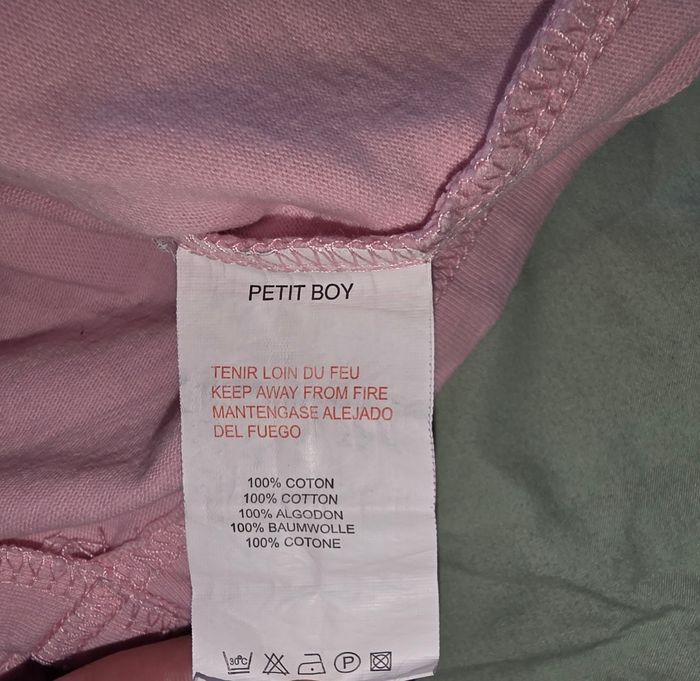 PETIT BOY
TENIR LOIN DU FEU
KEEP AWAY FROM FIRE
MANTENGASE ALEJADO
DEL FUEGO
100% COTON
100% COTTON
100% ALGODON
100% BAUMWOLLE
100% COTONE
30°C P